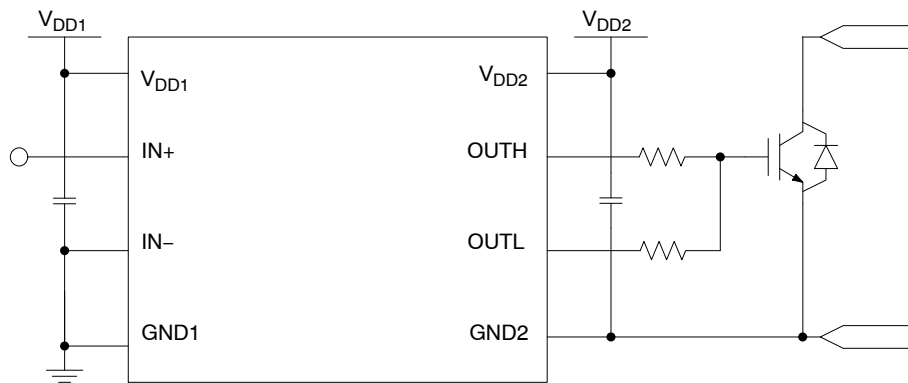 VDD1
VDD2
VDD1
VDD2
IN+
OUTH
IN–
OUTL
GND1
GND2